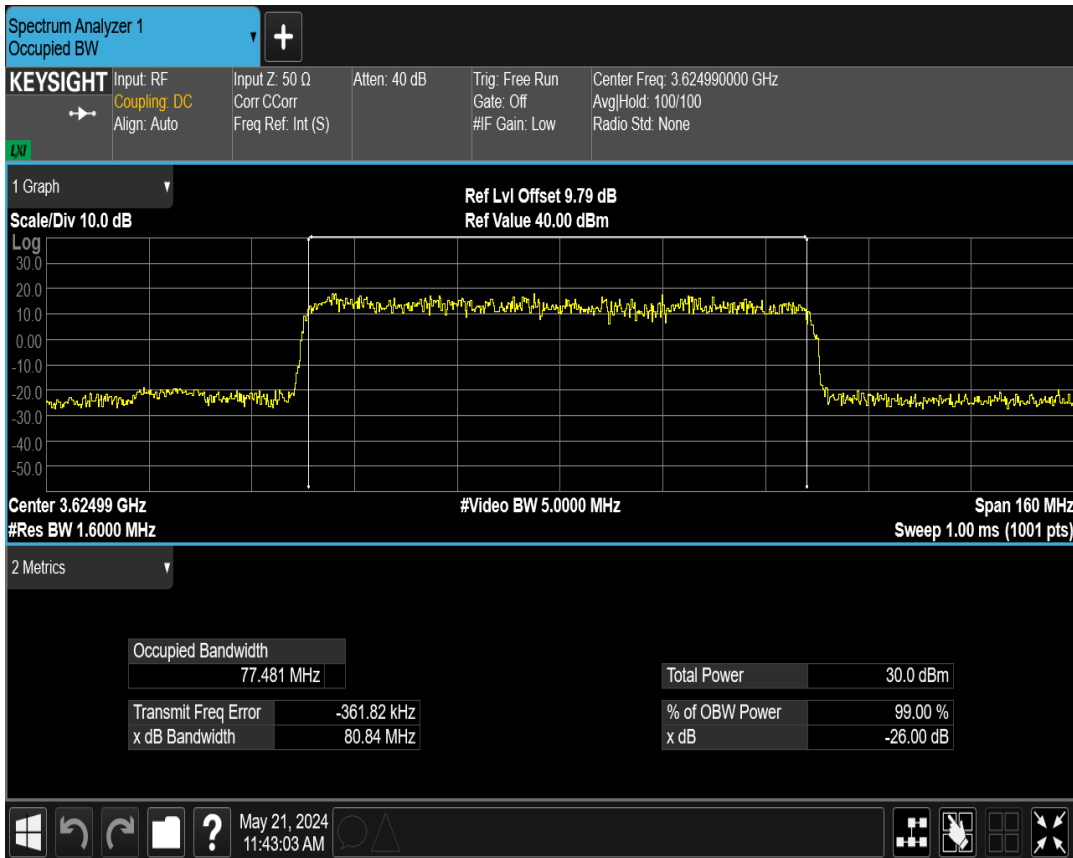 Spectrum Analyzer 1
Occupied BW
+
KEYSIGHT
LXI
Input: RF
Coupling: DC
Align: Auto
Input Z: 50 Ω
Corr CCorr
Freq Ref: Int (S)
Atten: 40 dB
Trig: Free Run
Gate: Off
#IF Gain: Low
Center Freq: 3.624990000 GHz
Avg|Hold: 100/100
Radio Std: None
1 Graph
Scale/Div 10.0 dB
Ref Lvl Offset 9.79 dB
Ref Value 40.00 dBm
Log
30.0
20.0
10.0
0.00
-10.0
-20.0
-30.0
-40.0
-50.0
Center 3.62499 GHz
#Video BW 5.0000 MHz
Span 160 MHz
#Res BW 1.6000 MHz
Sweep 1.00 ms (1001 pts)
2 Metrics
Occupied Bandwidth
77.481 MHz
Total Power 30.0 dBm
Transmit Freq Error -361.82 kHz
% of OBW Power 99.00 %
x dB Bandwidth 80.84 MHz
x dB -26.00 dB
?
May 21, 2024
11:43:03 AM